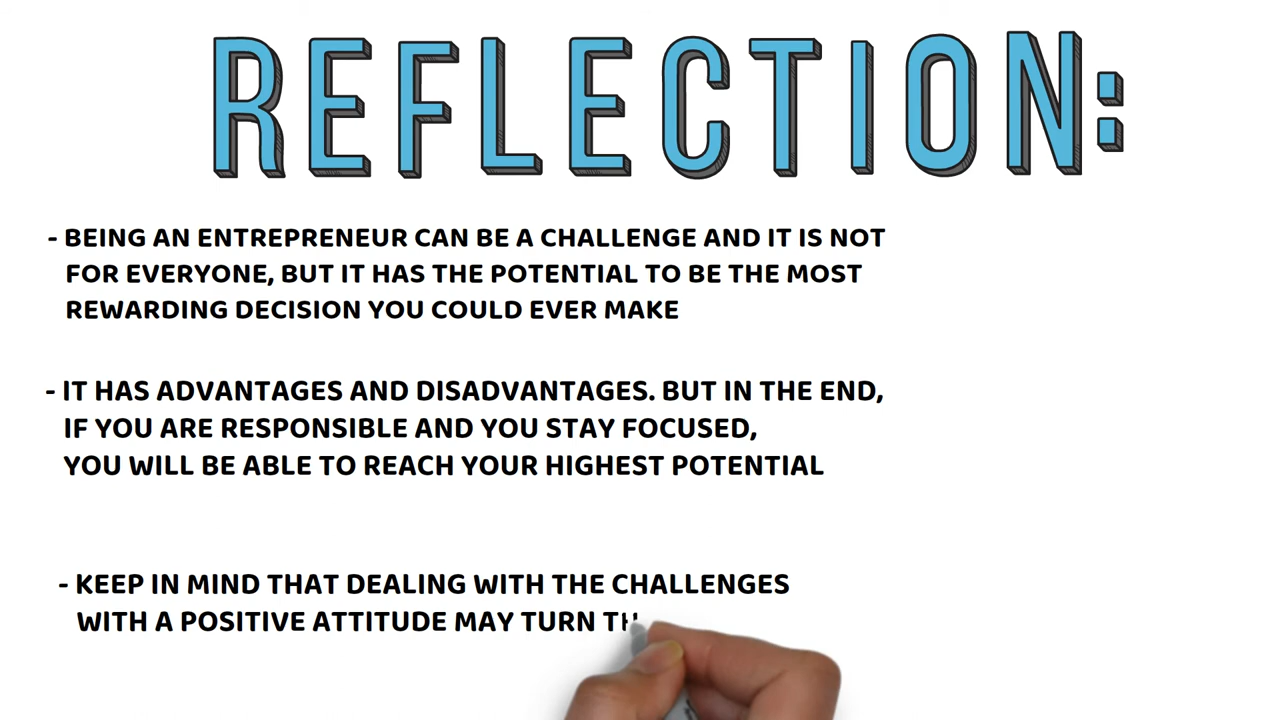 REFLECTION:
- BEING AN ENTREPRENEUR CAN BE A CHALLENGE AND IT IS NOT
FOR EVERYONE, BUT IT HAS THE POTENTIAL TO BE THE MOST
REWARDING DECISION YOU COULD EVER MAKE
- IT HAS ADVANTAGES AND DISADVANTAGES. BUT IN THE END,
IF YOU ARE RESPONSIBLE AND YOU STAY FOCUSED,
YOU WILL BE ABLE TO REACH YOUR HIGHEST POTENTIAL
- KEEP IN MIND THAT DEALING WITH THE CHALLENGES
WITH A POSITIVE ATTITUDE MAY TURN